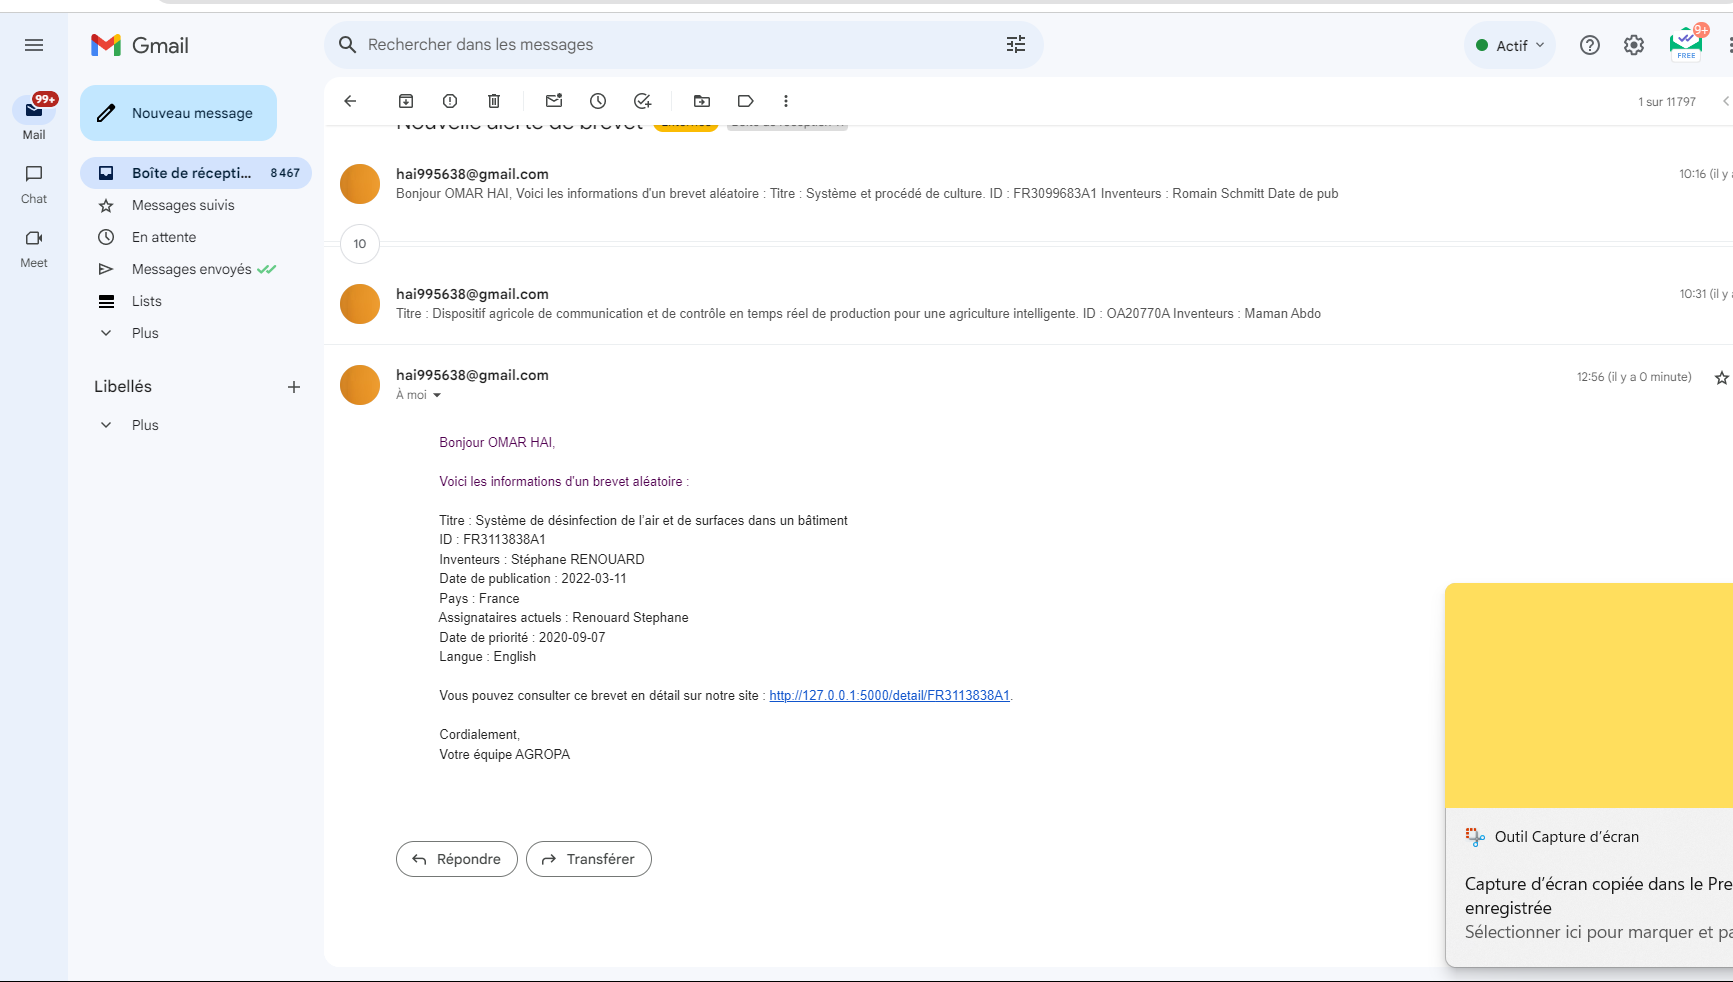 Gmail
Rechercher dans les messages
Actif
9+
FREE
99+
Mail
Chat
Meet
Nouveau message
Boîte de récepti... 8 467
Messages suivis
En attente
Messages envoyés
Lists
Plus
Libellés
Plus
1 sur 11 797
Nouvelle alerte de brevet
hai995638@gmail.com
10:16 (il y
Bonjour OMAR HAI, Voici les informations d'un brevet aléatoire : Titre : Système et procédé de culture. ID : FR3099683A1 Inventeurs : Romain Schmitt Date de pub
10
hai995638@gmail.com
10:31 (il y
Titre : Dispositif agricole de communication et de contrôle en temps réel de production pour une agriculture intelligente. ID : OA20770A Inventeurs : Maman Abdo
hai995638@gmail.com
12:56 (il y a 0 minute)
À moi
Bonjour OMAR HAI,
Voici les informations d'un brevet aléatoire :
Titre : Système de désinfection de l'air et de surfaces dans un bâtiment
ID : FR3113838A1
Inventeurs : Stéphane RENOUARD
Date de publication : 2022-03-11
Pays : France
Assignataires actuels : Renouard Stephane
Date de priorité : 2020-09-07
Langue : English
Vous pouvez consulter ce brevet en détail sur notre site : http://127.0.0.1:5000/detail/FR3113838A1.
Cordialement,
Votre équipe AGROPA
Répondre
Transférer
Outil Capture d'écran
Capture d'écran copiée dans le Pre
enregistrée
Sélectionner ici pour marquer et pa